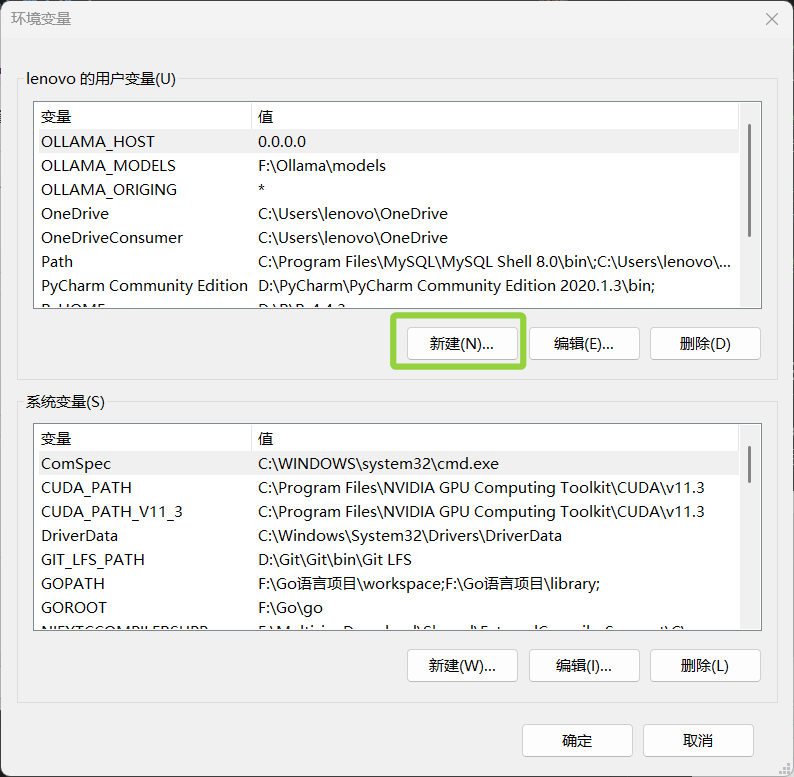 环境变量
lenovo 的用户变量(U)
变量 值
OLLAMA_HOST 0.0.0.0
OLLAMA_MODELS F:\Ollama\models
OLLAMA_ORIGING *
OneDrive C:\Users\lenovo\OneDrive
OneDriveConsumer C:\Users\lenovo\OneDrive
Path C:\Program Files\MySQL\MySQL Shell 8.0\bin\;C:\Users\lenovo\...
PyCharm Community Edition D:\PyCharm\PyCharm Community Edition 2020.1.3\bin;
新建(N)... 编辑(E)... 删除(D)
系统变量(S)
变量 值
ComSpec C:\WINDOWS\system32\cmd.exe
CUDA_PATH C:\Program Files\NVIDIA GPU Computing Toolkit\CUDA\v11.3
CUDA_PATH_V11_3 C:\Program Files\NVIDIA GPU Computing Toolkit\CUDA\v11.3
DriverData C:\Windows\System32\Drivers\DriverData
GIT_LFS_PATH D:\Git\Git\bin\Git LFS
GOPATH F:\Go语言项目\workspace;F:\Go语言项目\library;
GOROOT F:\Go\go
新建(W)... 编辑(I)... 删除(L)
确定 取消